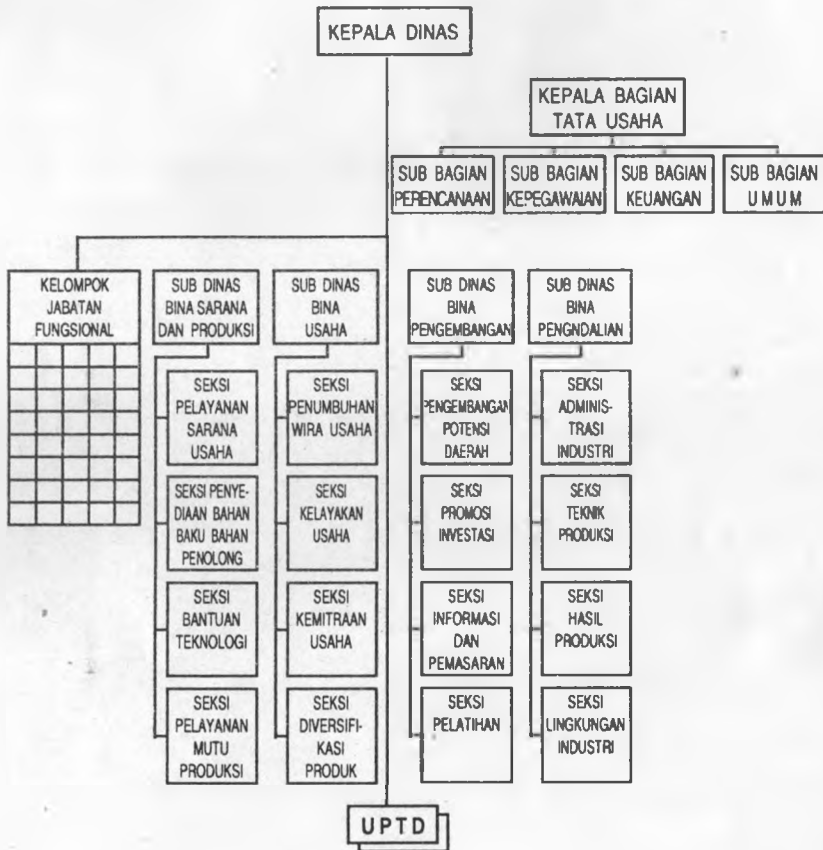 KEPALA DINAS
KEPALA BAGIAN
TATA USAHA
SUB BAGIAN
PERENCANAAN
SUB BAGIAN
KEPEGAWAIAN
SUB BAGIAN
KEUANGAN
SUB BAGIAN
UMUM
KELOMPOK
JABATAN
FUNGSIONAL
SUB DINAS
BINA SARANA
DAN PRODUKSI
SUB DINAS
BINA
USAHA
SUB DINAS
BINA
PENGEMBANGAN
SUB DINAS
BINA
PENGNDALIAN
SEKSI
PELAYANAN
SARANA
USAHA
SEKSI
PENUMBUHAN
WIRA USAHA
SEKSI
PENGEMBANGAN
POTENSI
DAERAH
SEKSI
ADMINIS-
TRASI
INDUSTRI
SEKSI PENYE-
DIAAN BAHAN
BAKU BAHAN
PENOLONG
SEKSI
KELAYAKAN
USAHA
SEKSI
PROMOSI
INVESTASI
SEKSI
TEKNIK
PRODUKSI
SEKSI
BANTUAN
TEKNOLOGI
SEKSI
KEMITRAAN
USAHA
SEKSI
INFORMASI
DAN
PEMASARAN
SEKSI
HASIL
PRODUKSI
SEKSI
PELAYANAN
MUTU
PRODUKSI
SEKSI
DIVERSIFI-
KASI
PRODUK
SEKSI
PELATIHAN
SEKSI
LINGKUNGAN
INDUSTRI
UPTD